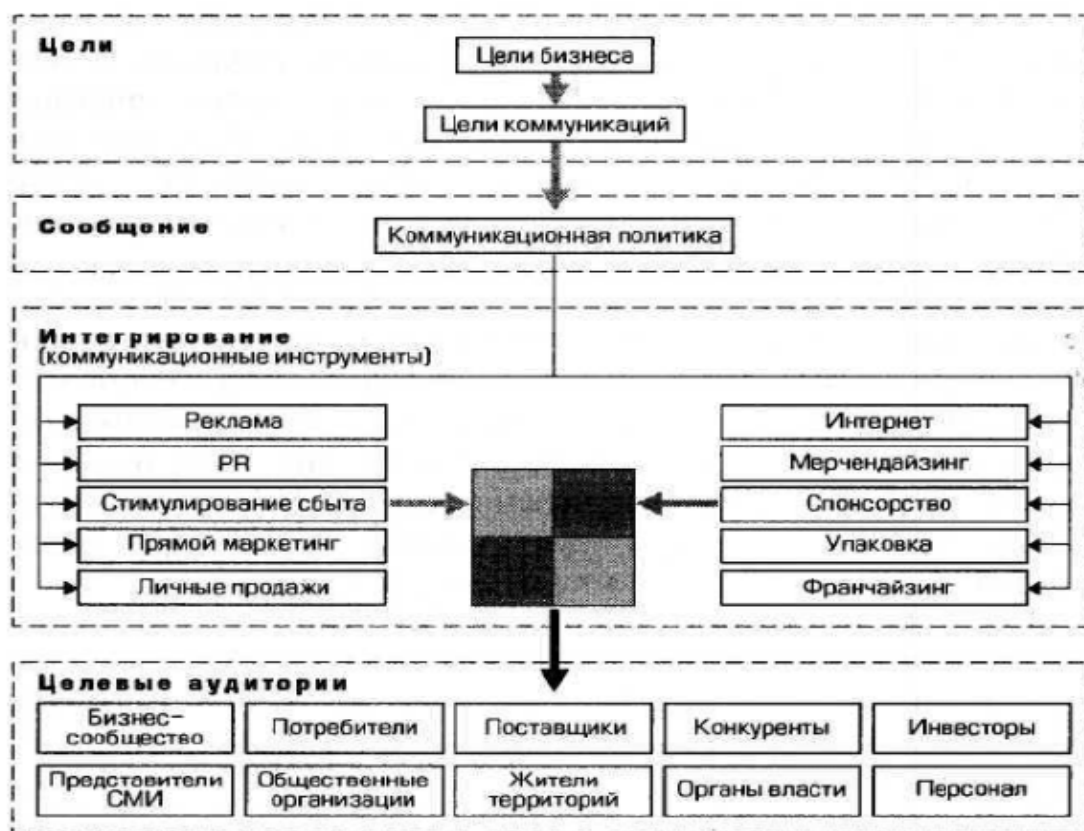 Цели
Цели бизнеса
Цели коммуникаций
Сообщение
Коммуникационная политика
Интегрирование
(коммуникационные инструменты)
Реклама
PR
Стимулирование сбыта
Прямой маркетинг
Личные продажи
Интернет
Мерчендайзинг
Спонсорство
Упаковка
Франчайзинг
Целевые аудитории
Бизнес-
сообщество
Потребители
Поставщики
Конкуренты
Инвесторы
Представители
СМИ
Общественные
организации
Жители
территорий
Органы власти
Персонал